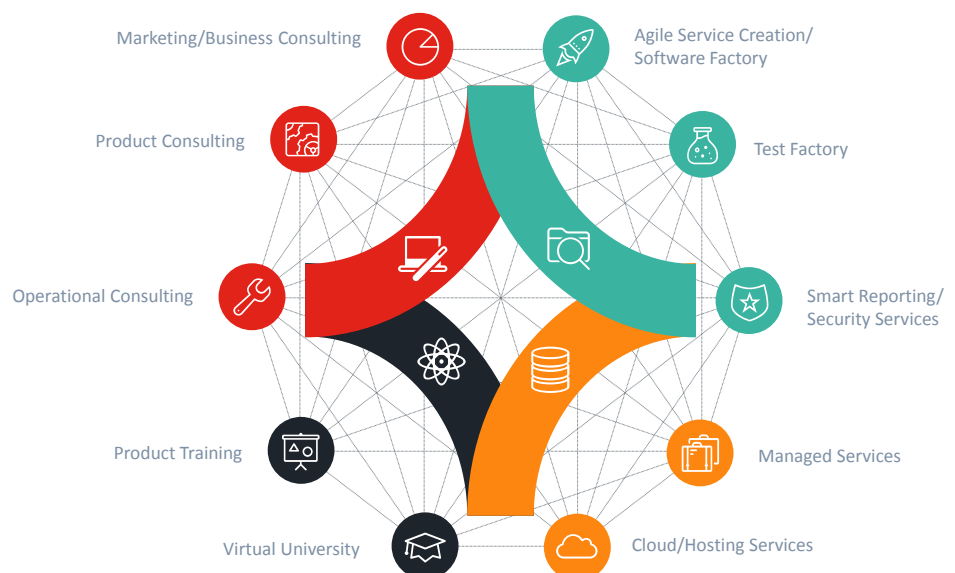 Marketing/Business Consulting
Agile Service Creation/
Software Factory
Product Consulting
Test Factory
Operational Consulting
Smart Reporting/
Security Services
Product Training
Managed Services
Virtual University
Cloud/Hosting Services